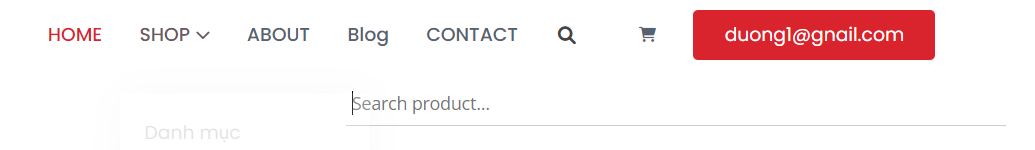 HOME SHOP ABOUT Blog CONTACT duong1@gnail.com
Search product...
Danh mục